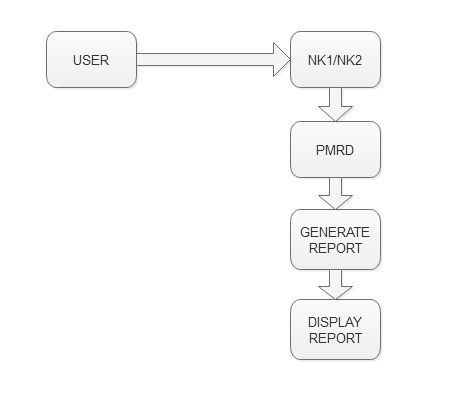 USER
NK1/NK2
PMRD
GENERATE
REPORT
DISPLAY
REPORT